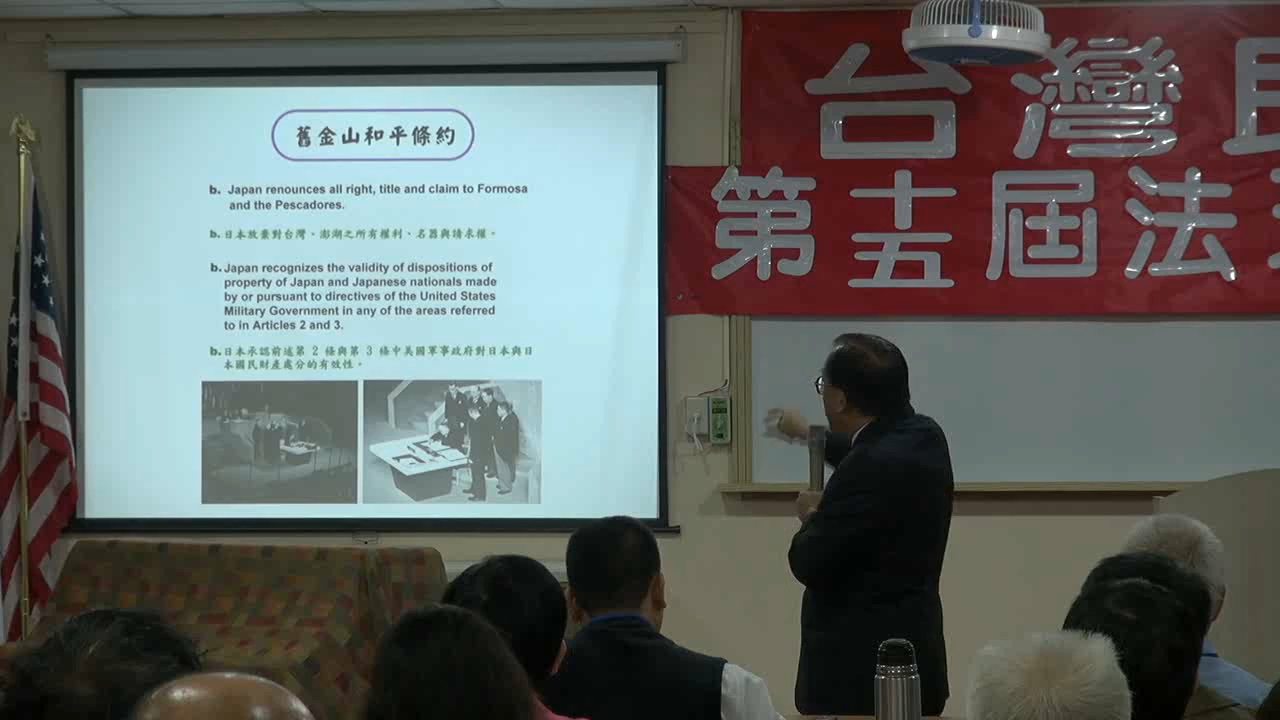 舊金山和平條約
b. Japan renounces all right, title and claim to Formosa
and the Pescadores.
b. 日本放棄對台灣、澎湖之所有權利、名器與請求權。
b. Japan recognizes the validity of dispositions of
property of Japan and Japanese nationals made
by or pursuant to directives of the United States
Military Government in any of the areas referred
to in Articles 2 and 3.
b. 日本承認前述第 2 條與第 3 條中美國軍事政府對日本與日
本國民財產處分的有效性。
台灣
第十五屆法